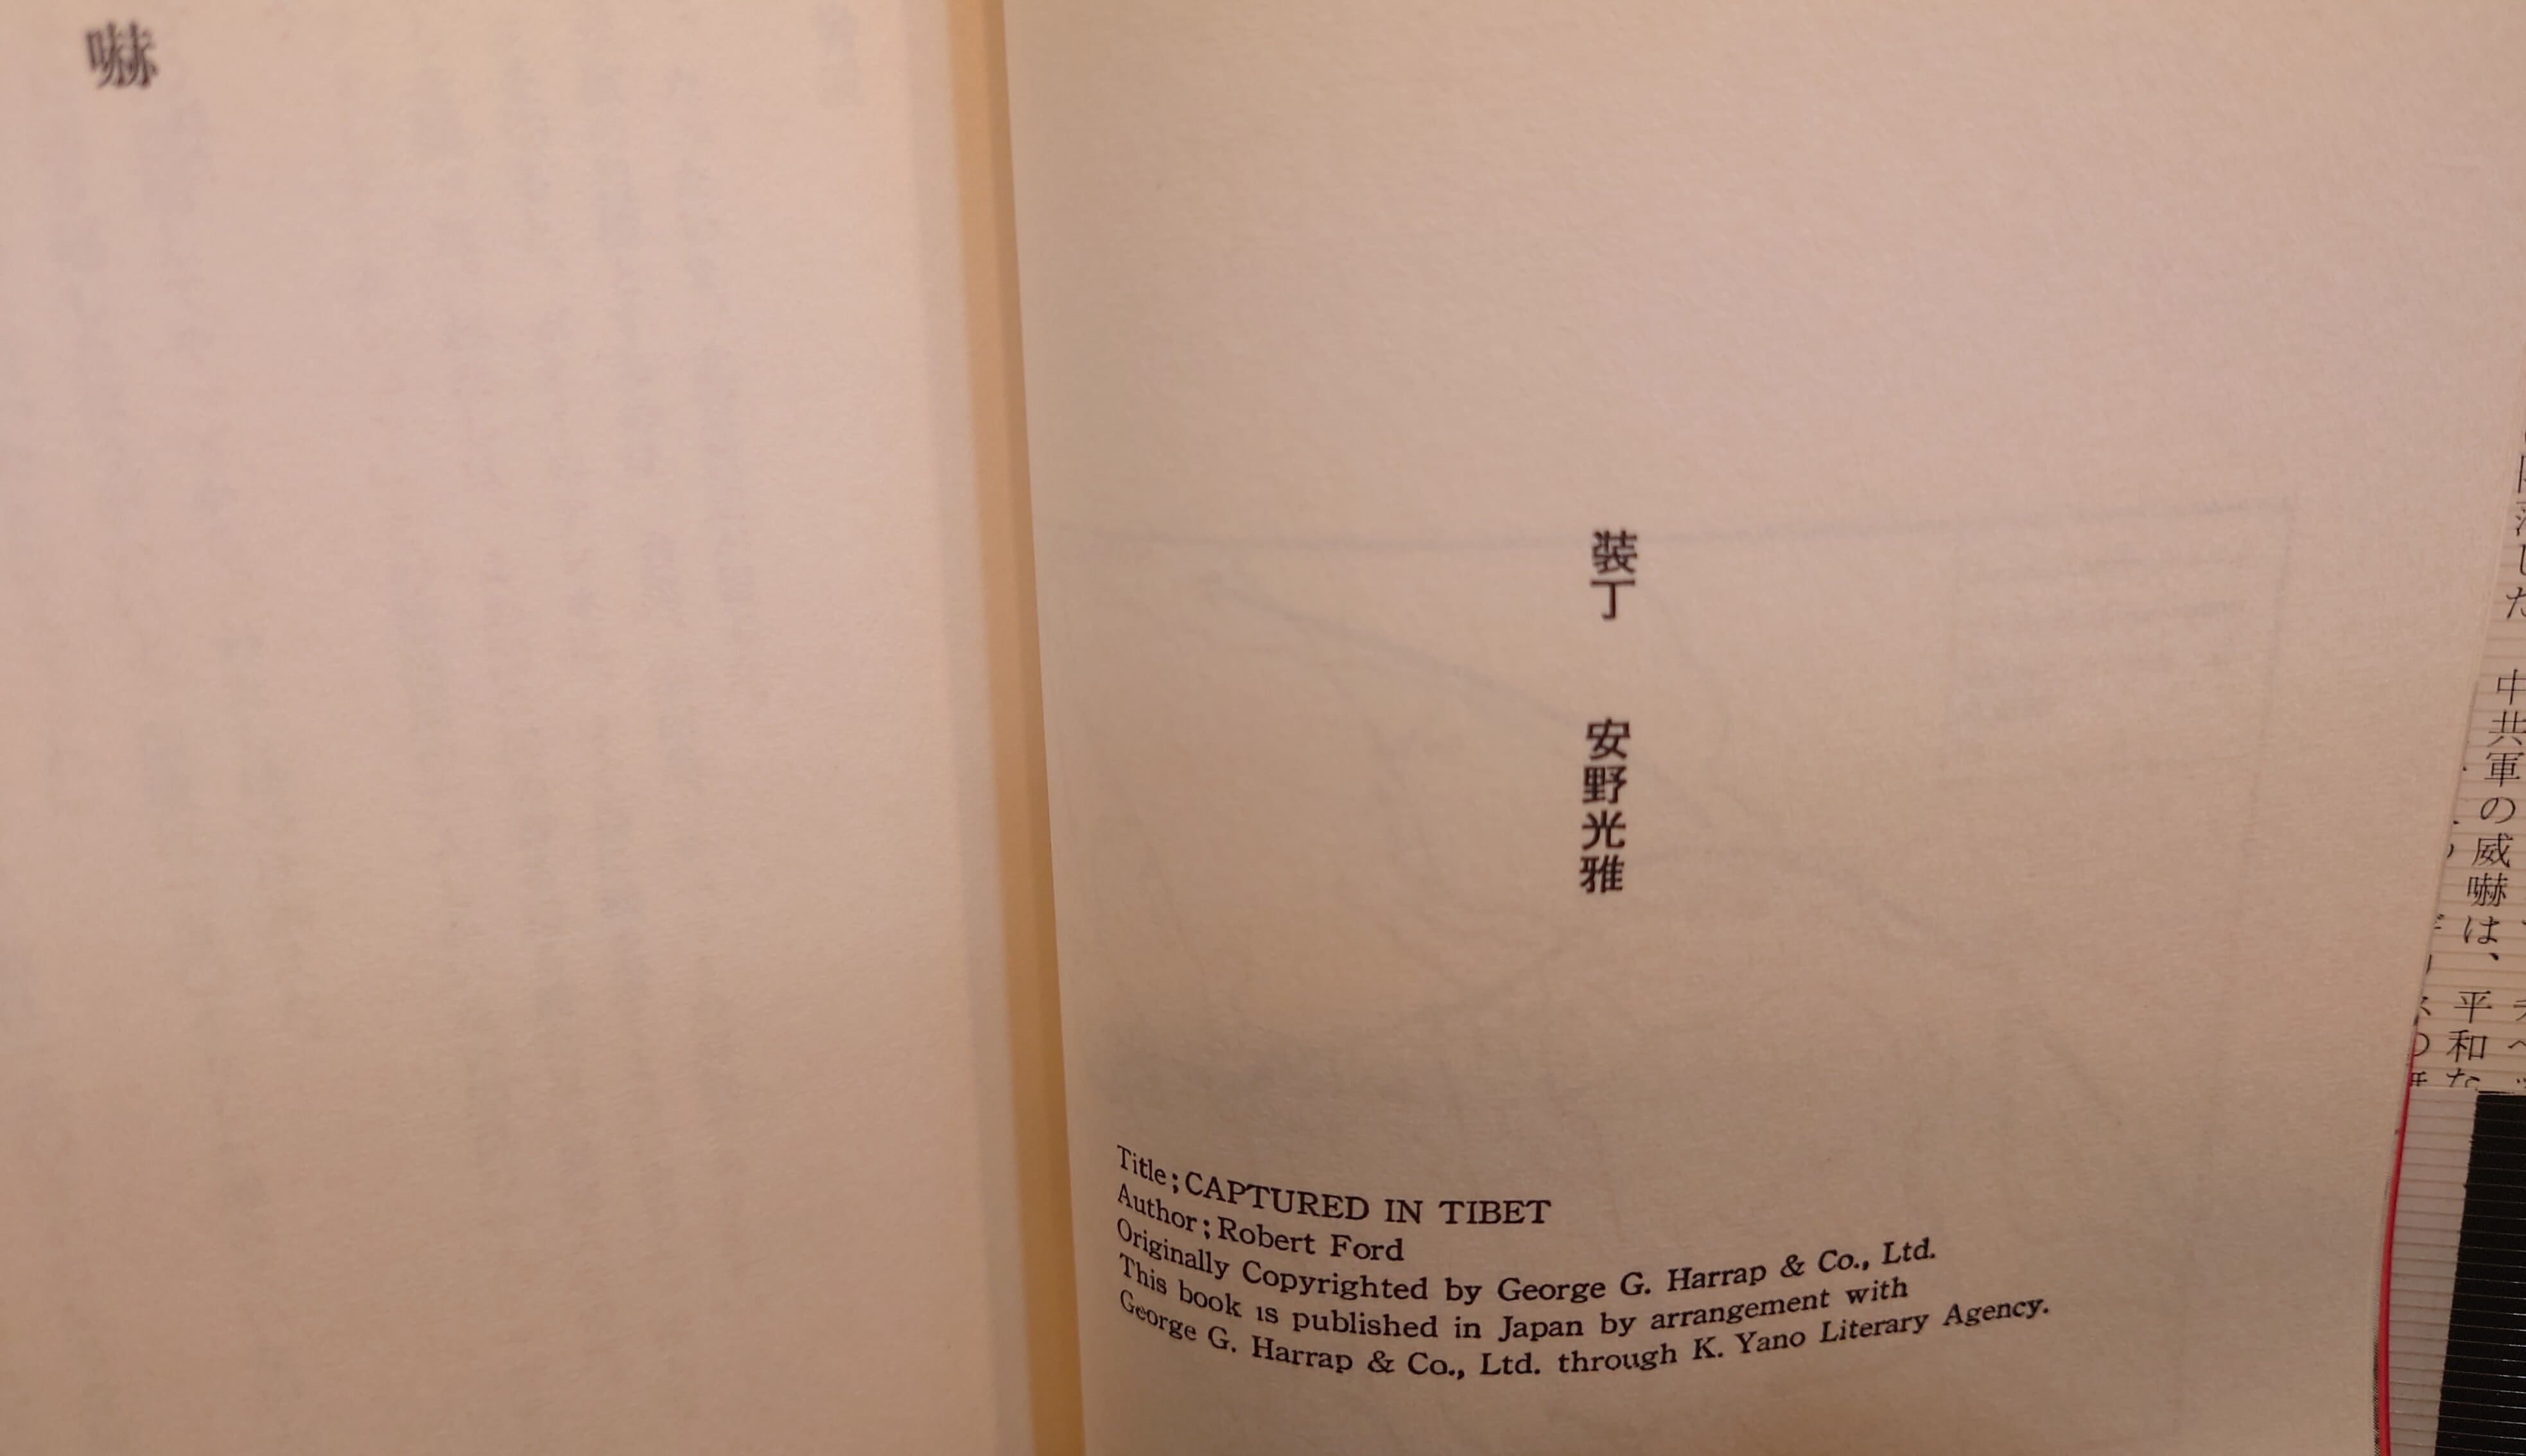 嚇
装丁 安野光雅
Title; CAPTURED IN TIBET
Author; Robert Ford
Originally Copyrighted by George G. Harrap & Co., Ltd.
This book is published in Japan by arrangement with
George G. Harrap & Co., Ltd. through K. Yano Literary Agency.
中共軍の威嚇は、平和な